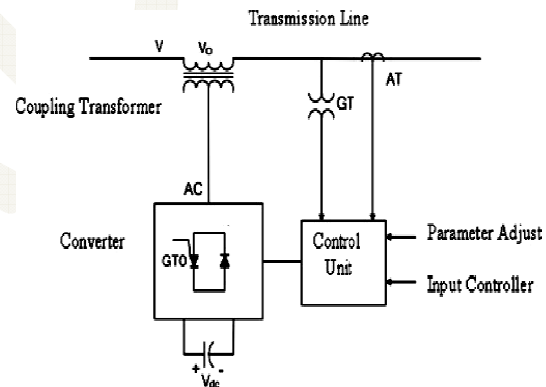 Transmission Line
V
Vo
AT
GT
Coupling Transformer
AC
Converter
GTO
Control
Unit
Parameter Adjust
Input Controller
+
-
Vdc